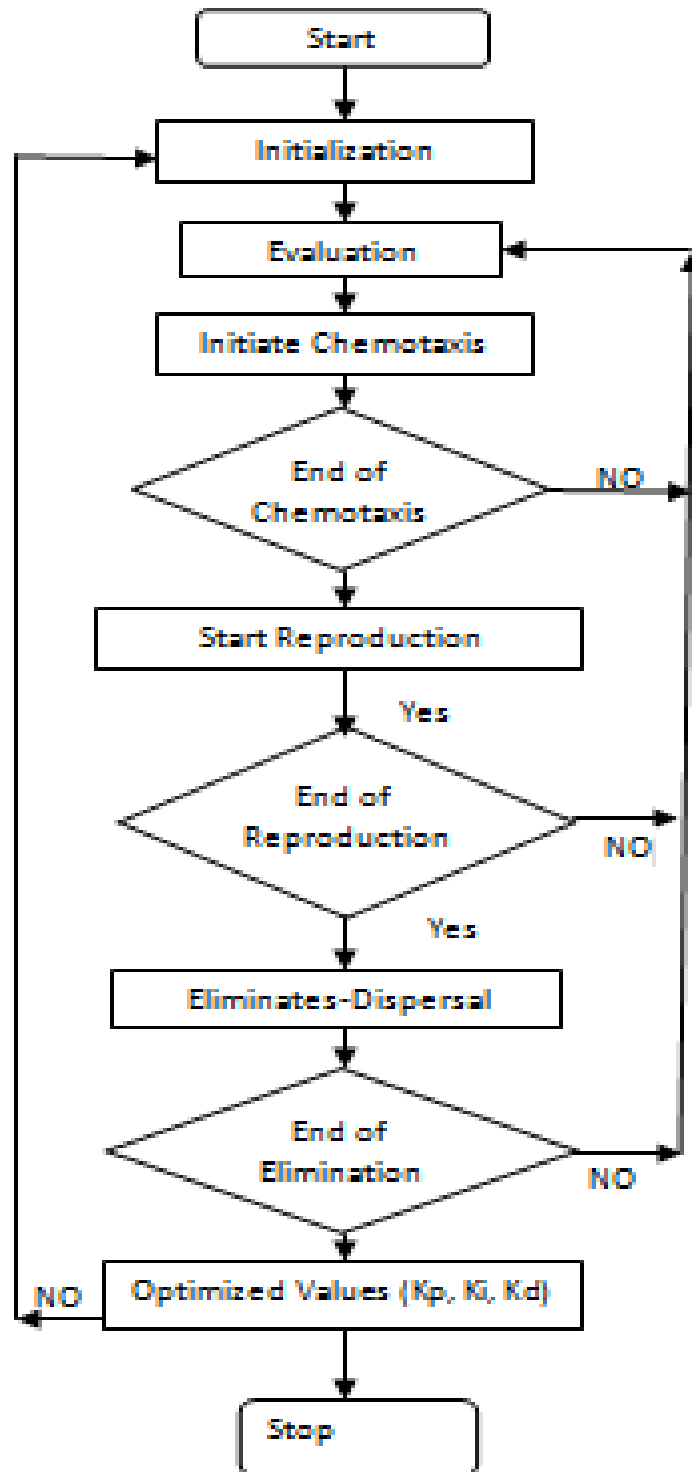 Start
Initialization
Evaluation
Initiate Chemotaxis
End of
Chemotaxis
NO
Start Reproduction
Yes
End of
Reproduction
NO
Yes
Eliminates-Dispersal
End of
Elimination
NO
Optimized Values (Kp, Ki, Kd)
NO
Stop